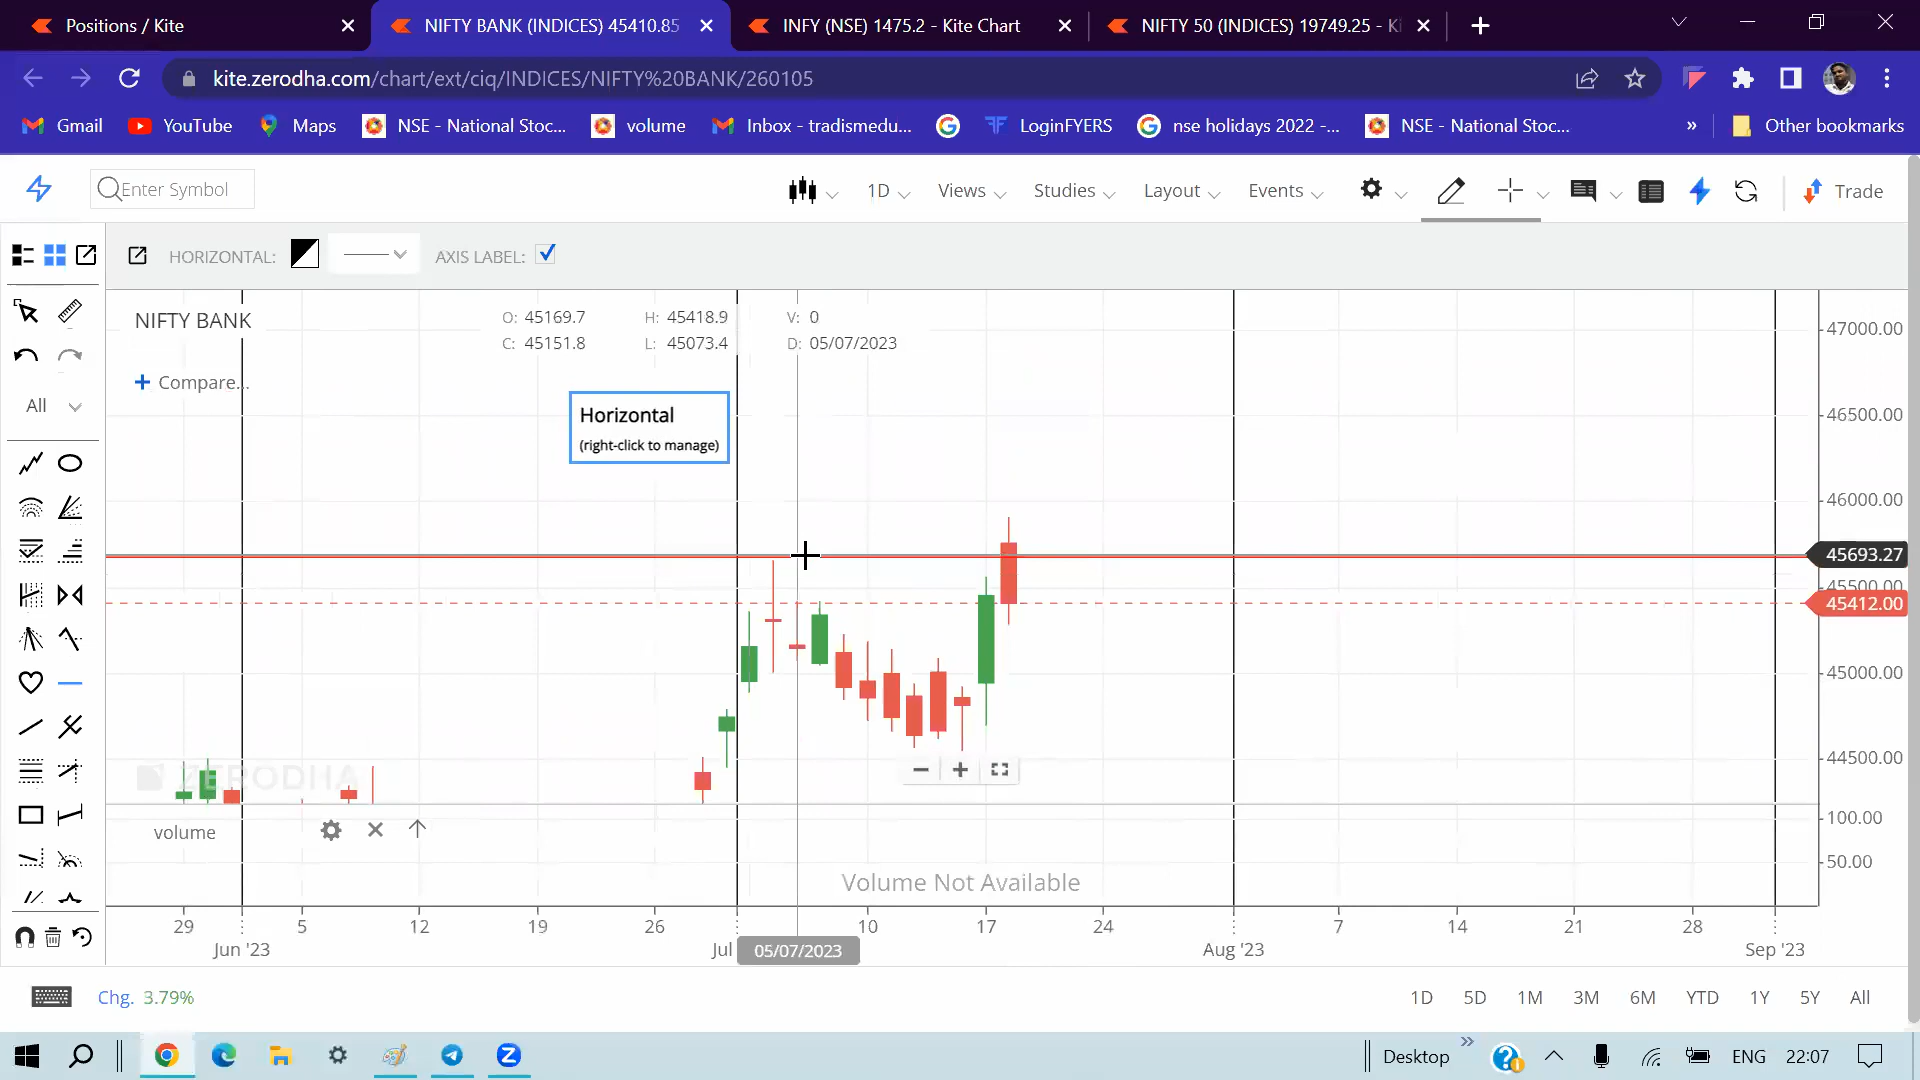 Positions / Kite
NIFTY BANK (INDICES) 45410.85
INFY (NSE) 1475.2 - Kite Chart
NIFTY 50 (INDICES) 19749.25 - Ki
kite.zerodha.com/chart/ext/ciq/INDICES/NIFTY%20BANK/260105
Gmail
YouTube
Maps
NSE - National Stoc...
volume
Inbox - tradismedu...
LoginFYERS
nse holidays 2022 -...
NSE - National Stoc...
»
Other bookmarks
Enter Symbol
1D
Views
Studies
Layout
Events
Trade
HORIZONTAL:
AXIS LABEL:
NIFTY BANK
O: 45169.7 H: 45418.9 V: 0
C: 45151.8 L: 45073.4 D: 05/07/2023
+ Compare...
All
Horizontal
(right-click to manage)
47000.00
46500.00
46000.00
45693.27
45500.00
45412.00
45000.00
44500.00
ZERODHA
volume
100.00
50.00
Volume Not Available
29 5 12 19 26 10 17 24 7 14 21 28
Jun '23 Jul 05/07/2023 Aug '23 Sep '23
Chg. 3.79%
1D 5D 1M 3M 6M YTD 1Y 5Y All
Desktop
»
ENG
22:07